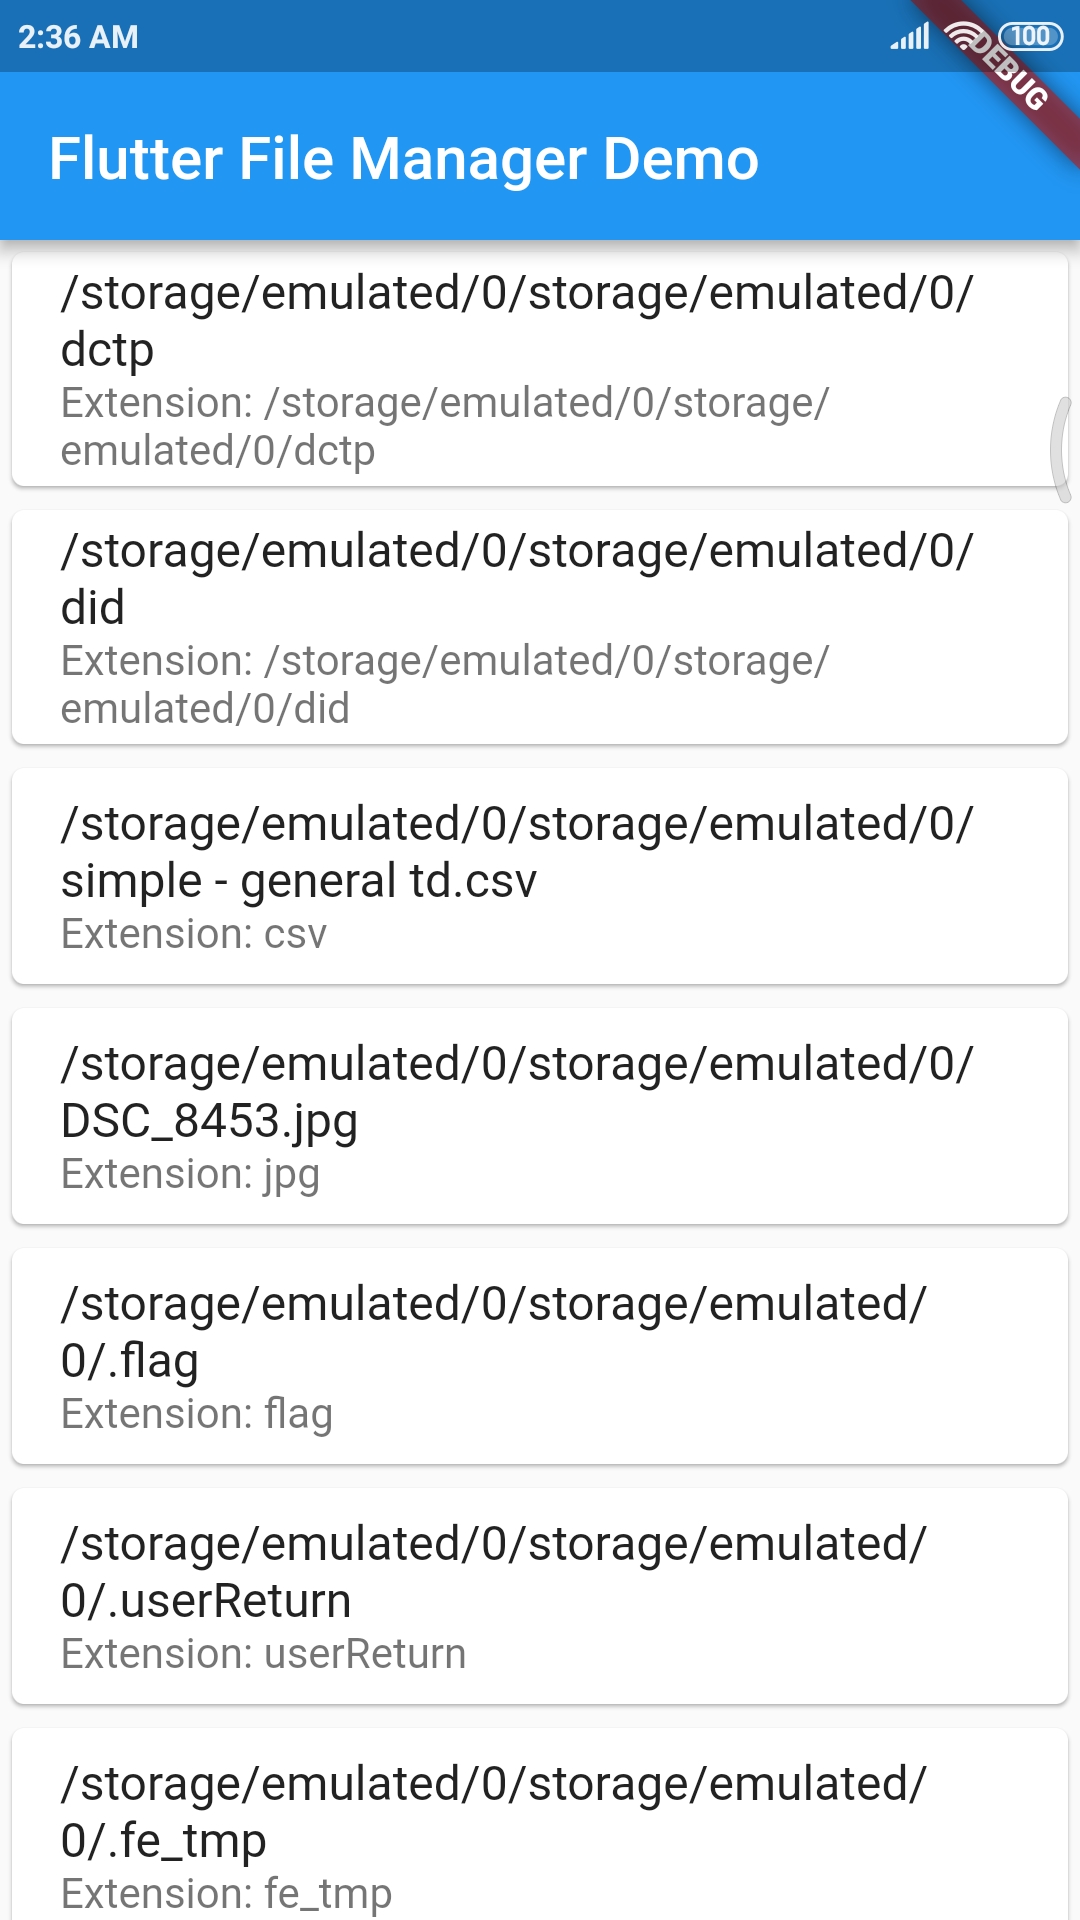 2:36 AM
100
DEBUG
Flutter File Manager Demo
/storage/emulated/0/storage/emulated/0/
dctp
Extension: /storage/emulated/0/storage/
emulated/0/dctp
/storage/emulated/0/storage/emulated/0/
did
Extension: /storage/emulated/0/storage/
emulated/0/did
/storage/emulated/0/storage/emulated/0/
simple - general td.csv
Extension: csv
/storage/emulated/0/storage/emulated/0/
DSC_8453.jpg
Extension: jpg
/storage/emulated/0/storage/emulated/
0/.flag
Extension: flag
/storage/emulated/0/storage/emulated/
0/.userReturn
Extension: userReturn
/storage/emulated/0/storage/emulated/
0/.fe_tmp
Extension: fe_tmp